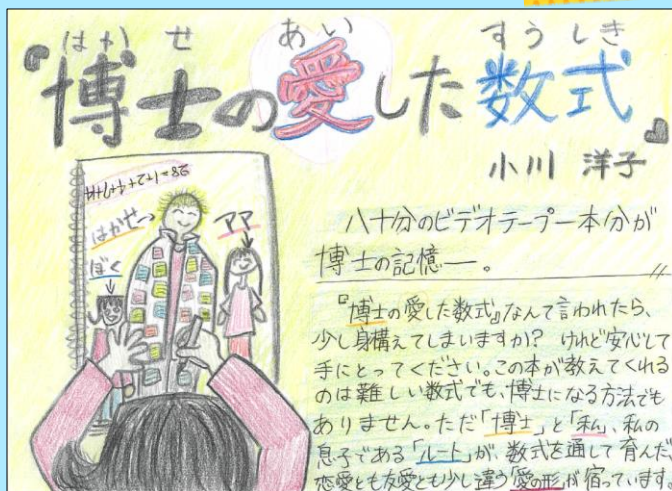 はかせ あい すうしき
『博士の愛した数式』
小川 洋子
28=1+2+4+7+14
はかせ
ママ
ぼく
八十分のビデオテープ一本分が
博士の記憶―。
『博士の愛した数式』なんて言われたら、
少し身構えてしまいますか? けれど安心して
手にとってください。この本が教えてくれる
のは難しい数式でも、博士になる方法でも
ありません。ただ「博士」と「私」、私の
息子である「ルート」が、数式を通して育んだ、
恋愛とも友愛とも少し違う「愛の形」が宿っています。